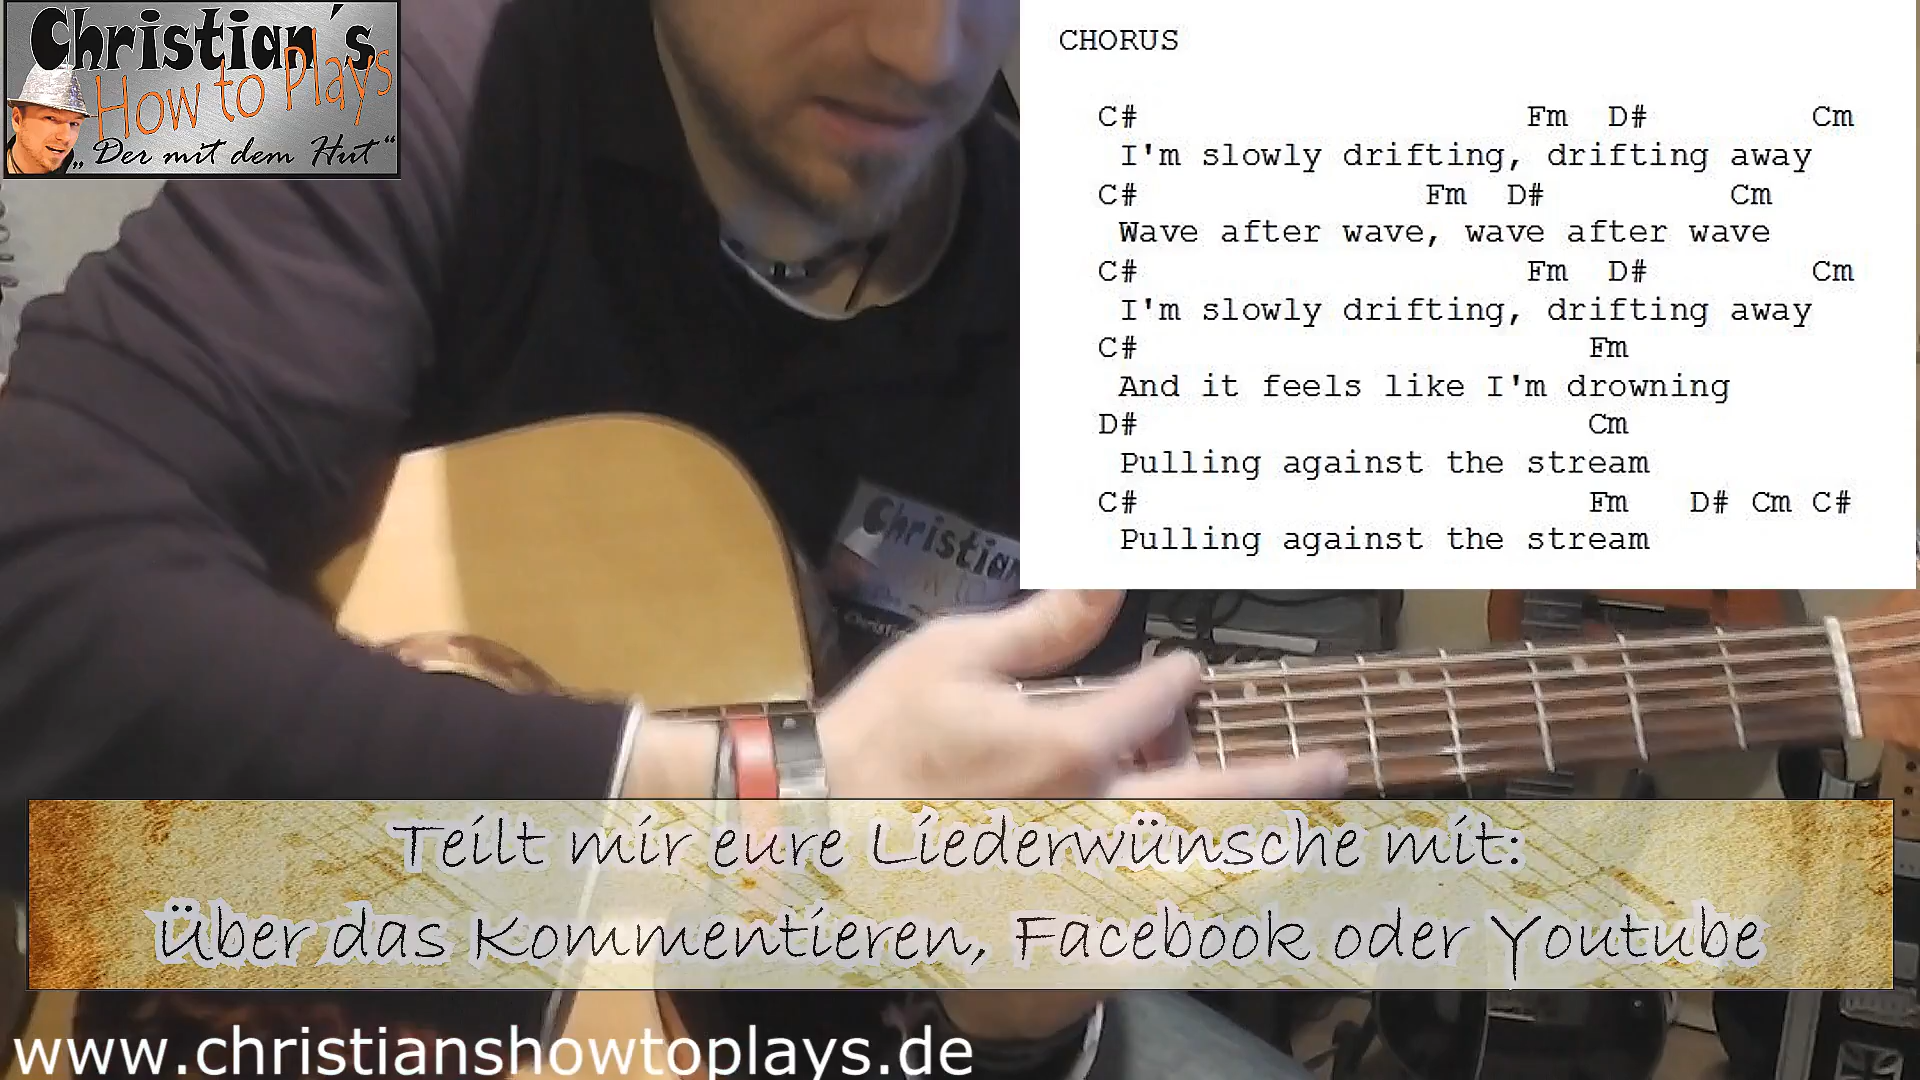 Christian´s
How to Plays
„Der mit dem Hut“
CHORUS
C# Fm D# Cm
I'm slowly drifting, drifting away
C# Fm D# Cm
Wave after wave, wave after wave
C# Fm D# Cm
I'm slowly drifting, drifting away
C# Fm
And it feels like I'm drowning
D# Cm
Pulling against the stream
C# Fm D# Cm C#
Pulling against the stream
Christian
Teilt mir eure Liederwünsche mit:
Über das Kommentieren, Facebook oder Youtube
www.christianshowtoplays.de